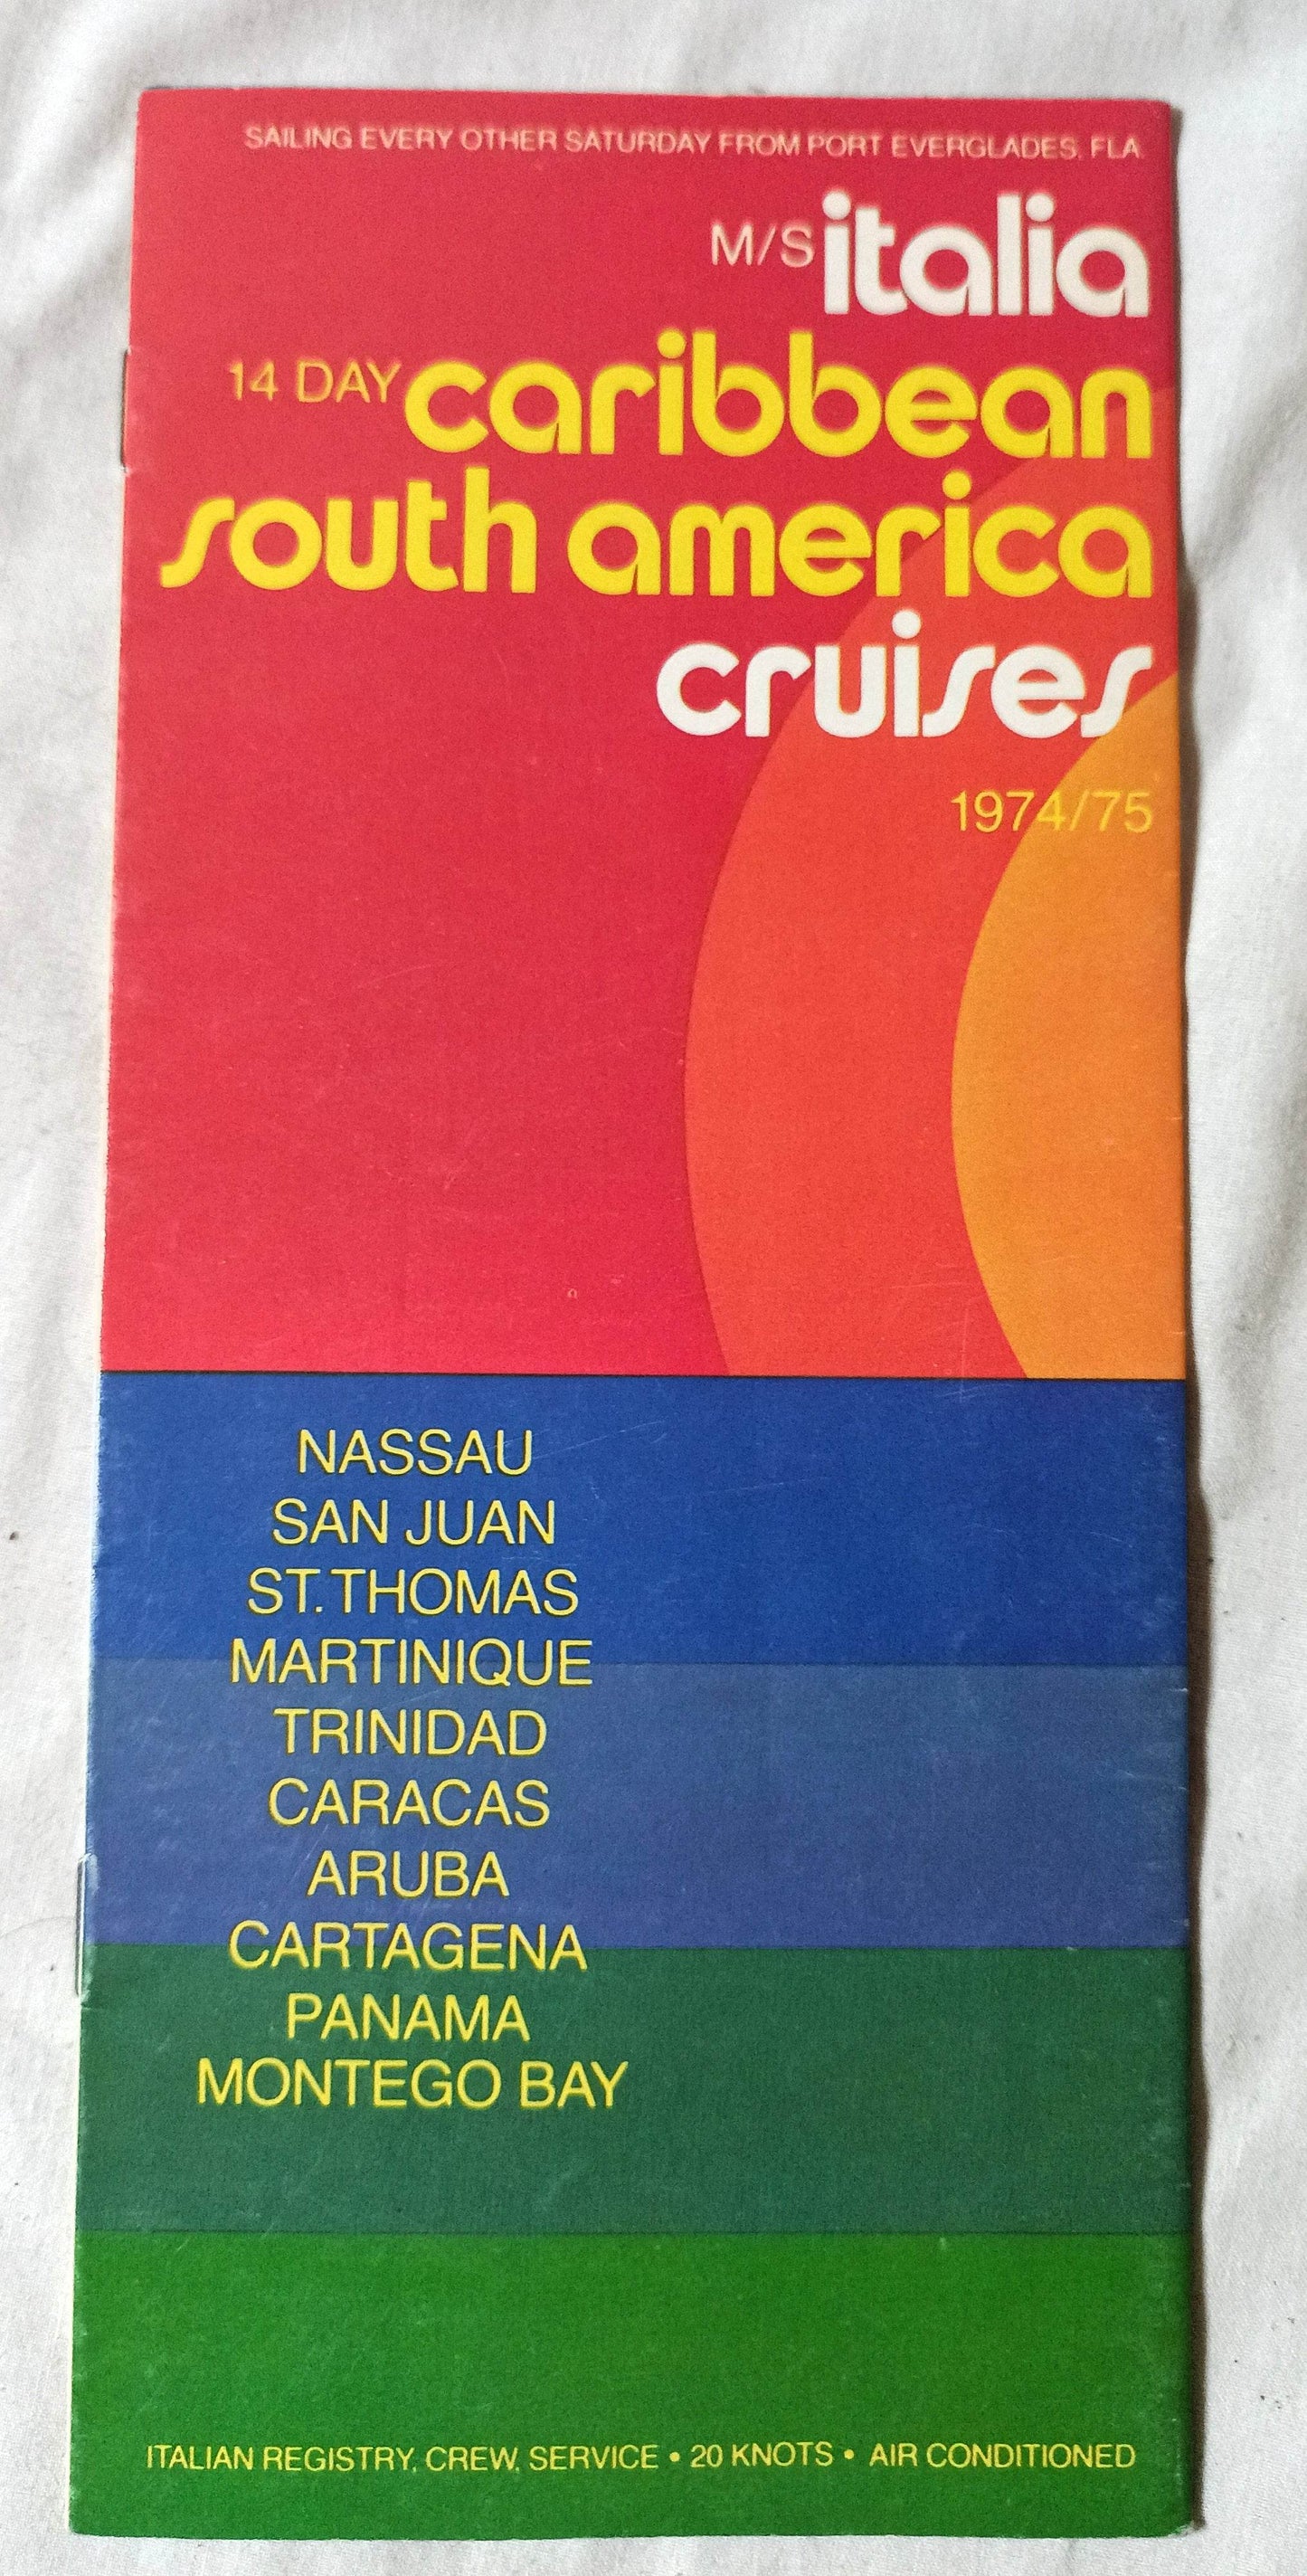 SAILING EVERY OTHER SATURDAY FROM PORT EVERGLADES, FLA.
M/S italia
14 DAY caribbean
south america
cruises
1974/75
NASSAU
SAN JUAN
ST. THOMAS
MARTINIQUE
TRINIDAD
CARACAS
ARUBA
CARTAGENA
PANAMA
MONTEGO BAY
ITALIAN REGISTRY, CREW, SERVICE • 20 KNOTS • AIR CONDITIONED